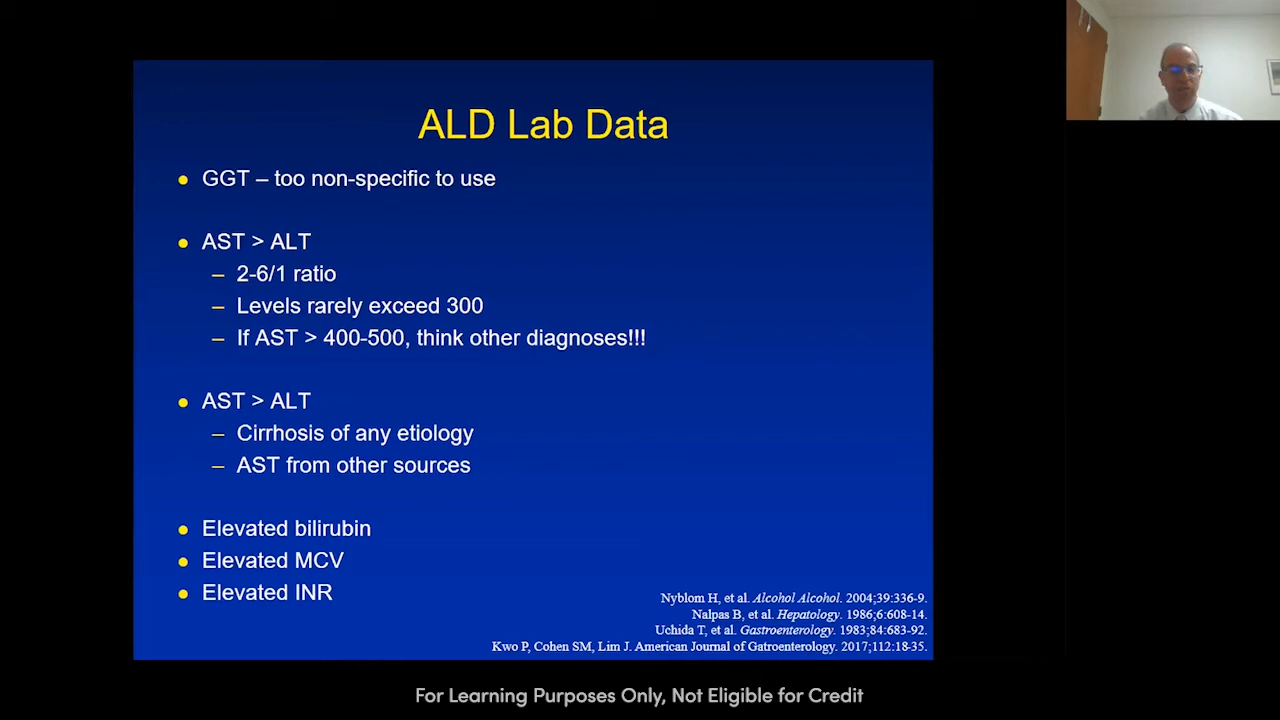 ALD Lab Data
● GGT – too non-specific to use
● AST > ALT
– 2-6/1 ratio
– Levels rarely exceed 300
– If AST > 400-500, think other diagnoses!!!
● AST > ALT
– Cirrhosis of any etiology
– AST from other sources
● Elevated bilirubin
● Elevated MCV
● Elevated INR
Nyblom H, et al. Alcohol Alcohol. 2004;39:336-9.
Nalpas B, et al. Hepatology. 1986;6:608-14.
Uchida T, et al. Gastroenterology. 1983;84:683-92.
Kwo P, Cohen SM, Lim J. American Journal of Gatroenterology. 2017;112:18-35.
For Learning Purposes Only, Not Eligible for Credit